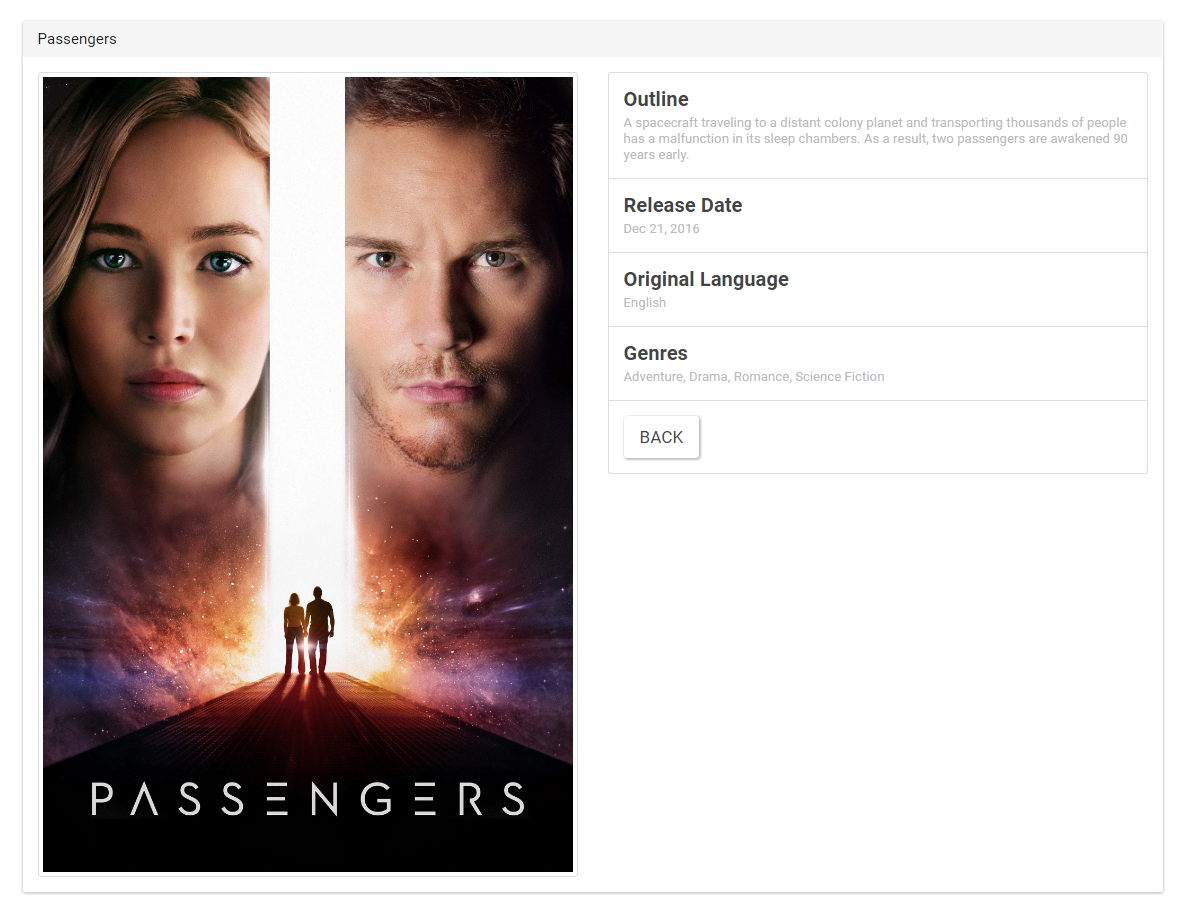 Passengers
PASSENGERS
Outline
A spacecraft traveling to a distant colony planet and transporting thousands of people
has a malfunction in its sleep chambers. As a result, two passengers are awakened 90
years early.
Release Date
Dec 21, 2016
Original Language
English
Genres
Adventure, Drama, Romance, Science Fiction
BACK